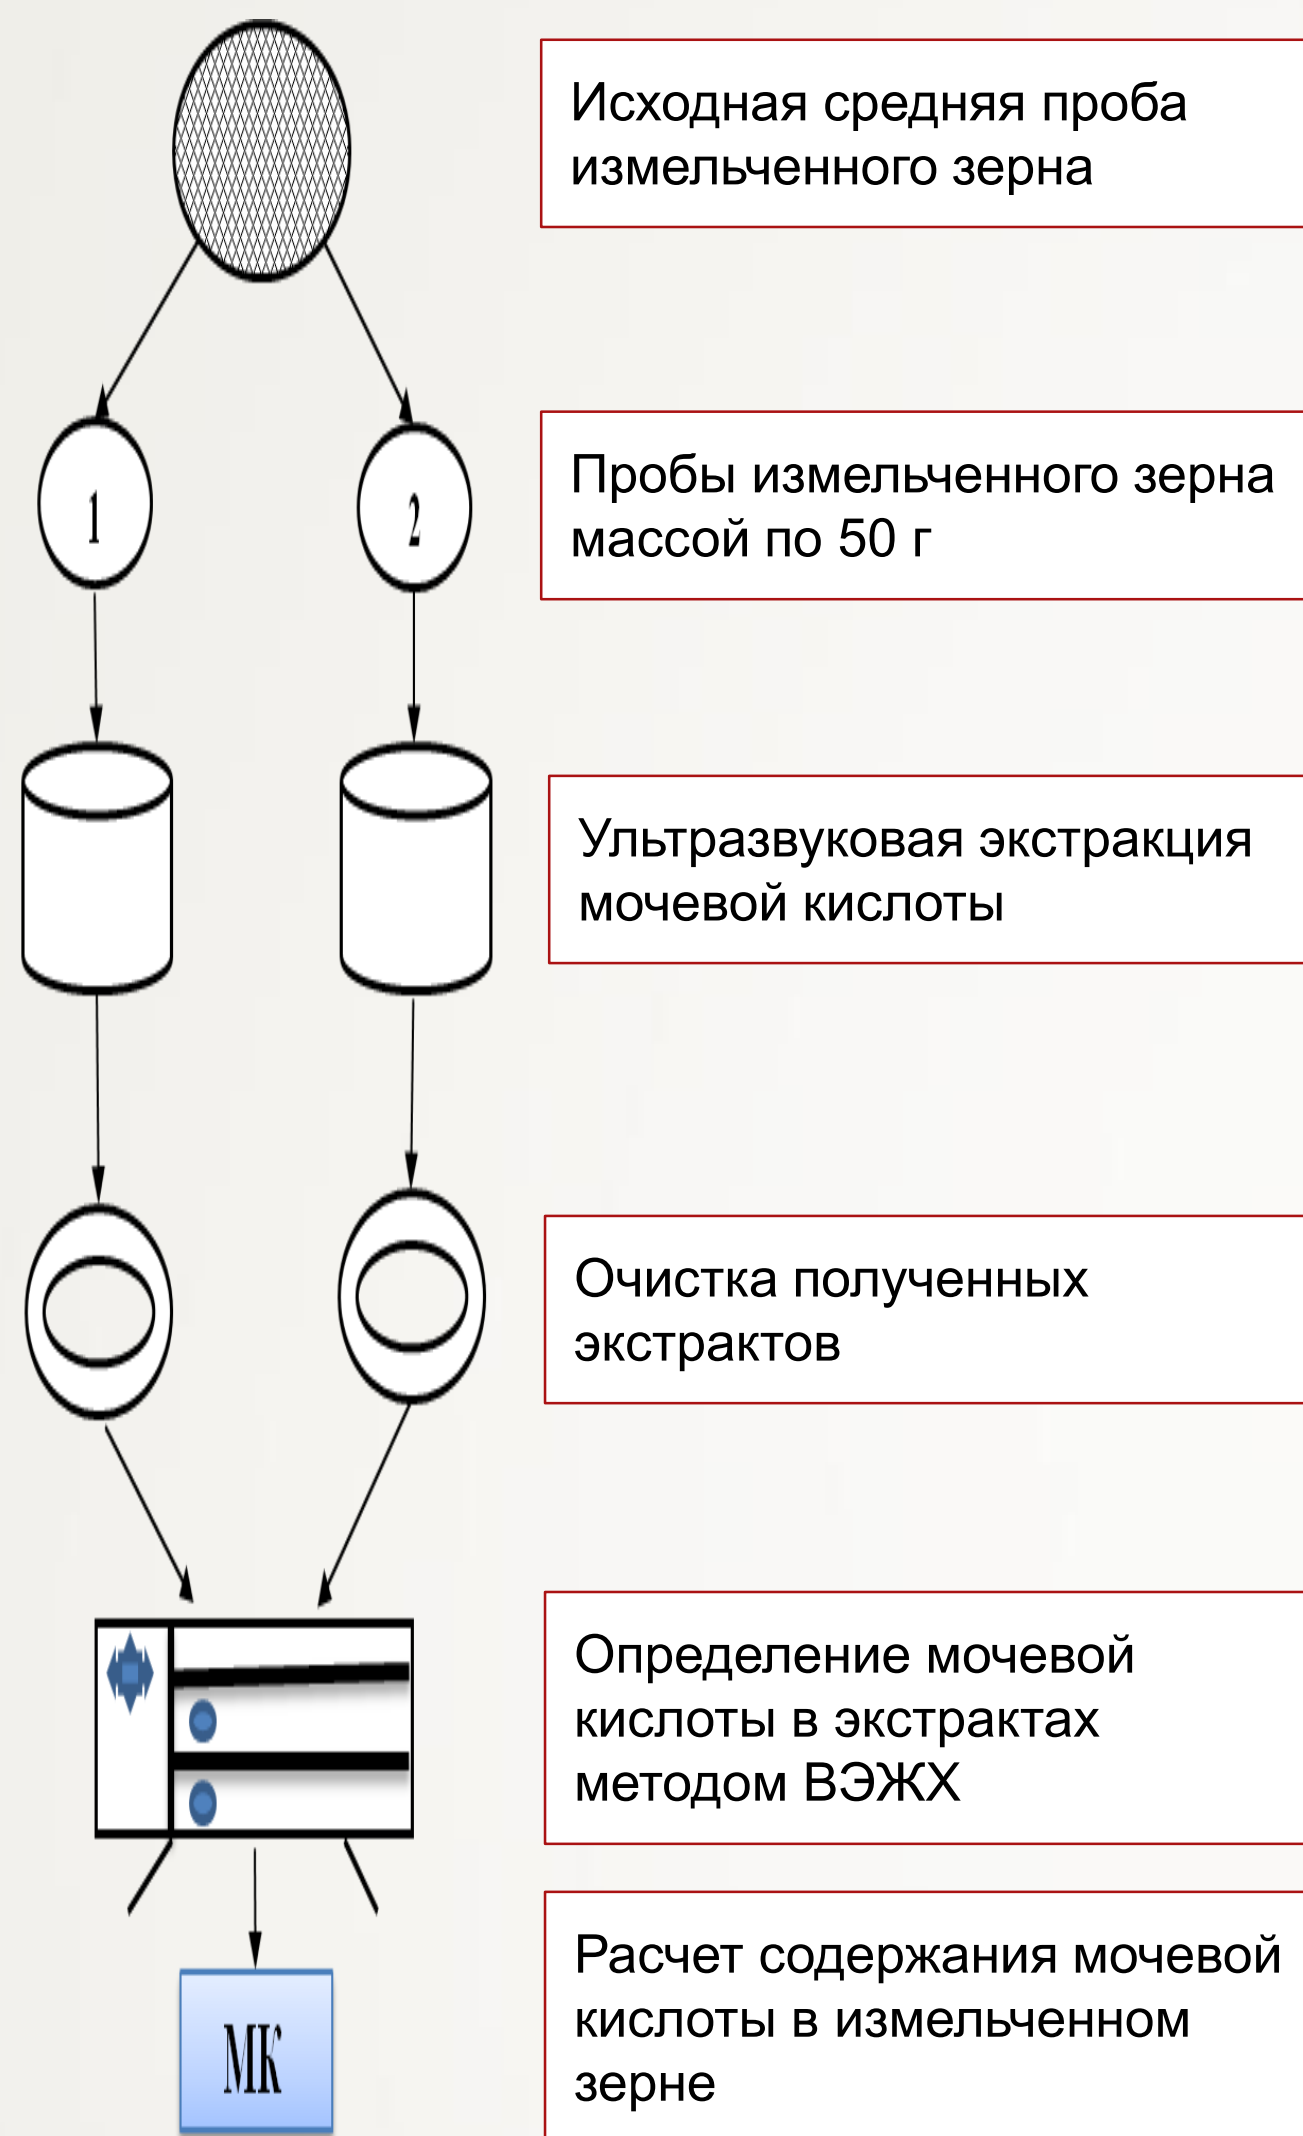 Исходная средняя проба
измельченного зерна
1
2
Пробы измельченного зерна
массой по 50 г
Ультразвуковая экстракция
мочевой кислоты
Очистка полученных
экстрактов
Определение мочевой
кислоты в экстрактах
методом ВЭЖХ
МК
Расчет содержания мочевой
кислоты в измельченном
зерне